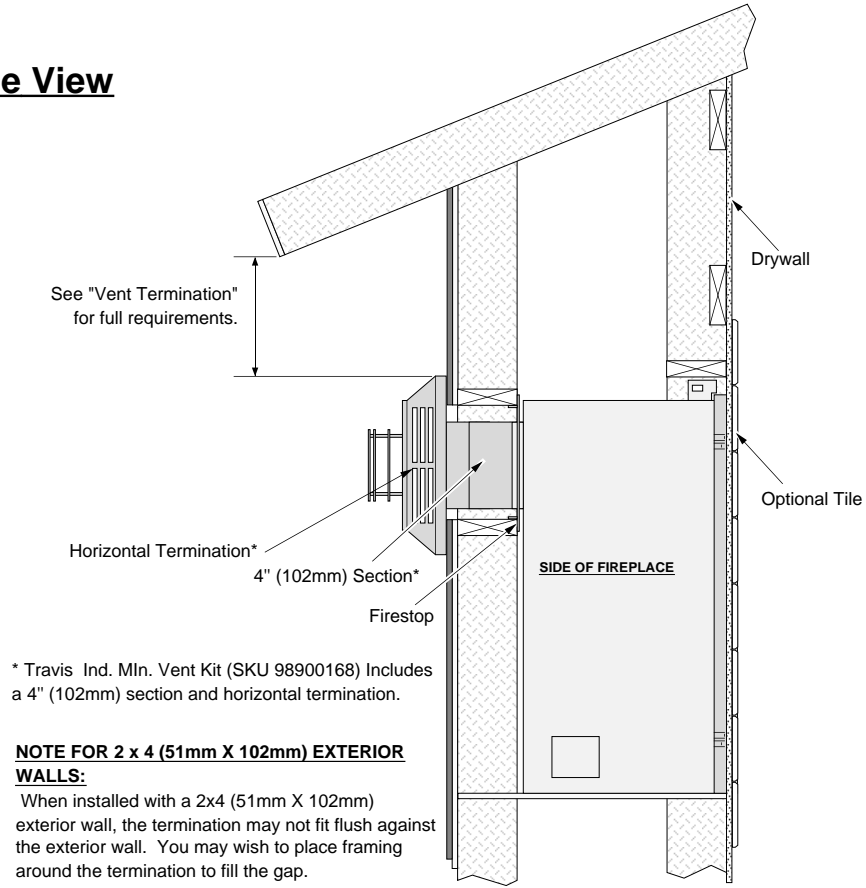 e View
See "Vent Termination"
for full requirements.
Drywall
Optional Tile
Horizontal Termination*
4" (102mm) Section*
Firestop
SIDE OF FIREPLACE
* Travis Ind. MIn. Vent Kit (SKU 98900168) Includes
a 4" (102mm) section and horizontal termination.
NOTE FOR 2 x 4 (51mm X 102mm) EXTERIOR
WALLS:
When installed with a 2x4 (51mm X 102mm)
exterior wall, the termination may not fit flush against
the exterior wall. You may wish to place framing
around the termination to fill the gap.